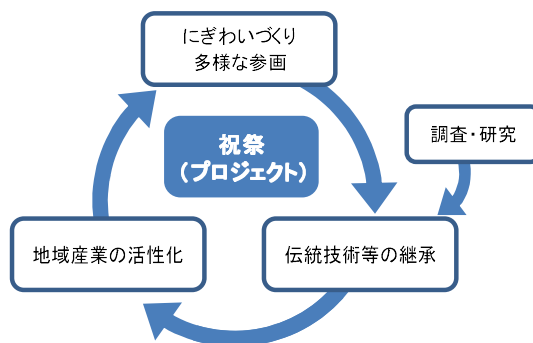 にぎわいづくり
多様な参画
祝祭
(プロジェクト)
調査・研究
地域産業の活性化
伝統技術等の継承